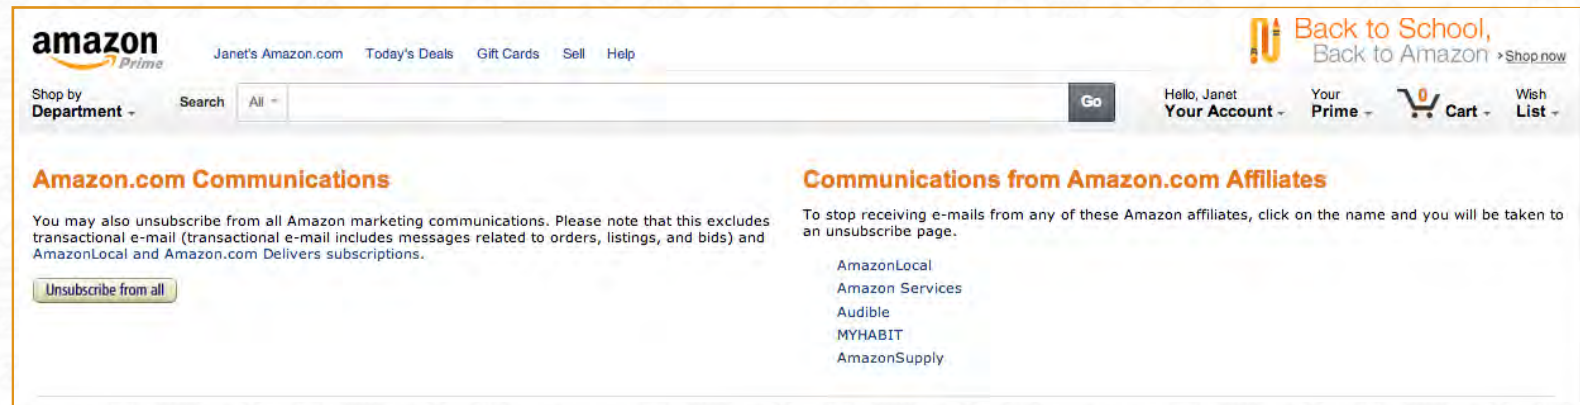 amazon
Prime
Janet's Amazon.com Today's Deals Gift Cards Sell Help
Back to School,
Back to Amazon › Shop now
Shop by
Department
Search All Go
Hello, Janet
Your Account
Your
Prime
0
Cart
Wish
List
Amazon.com Communications
You may also unsubscribe from all Amazon marketing communications. Please note that this excludes
transactional e-mail (transactional e-mail includes messages related to orders, listings, and bids) and
AmazonLocal and Amazon.com Delivers subscriptions.
Unsubscribe from all
Communications from Amazon.com Affiliates
To stop receiving e-mails from any of these Amazon affiliates, click on the name and you will be taken to
an unsubscribe page.
AmazonLocal
Amazon Services
Audible
MYHABIT
AmazonSupply